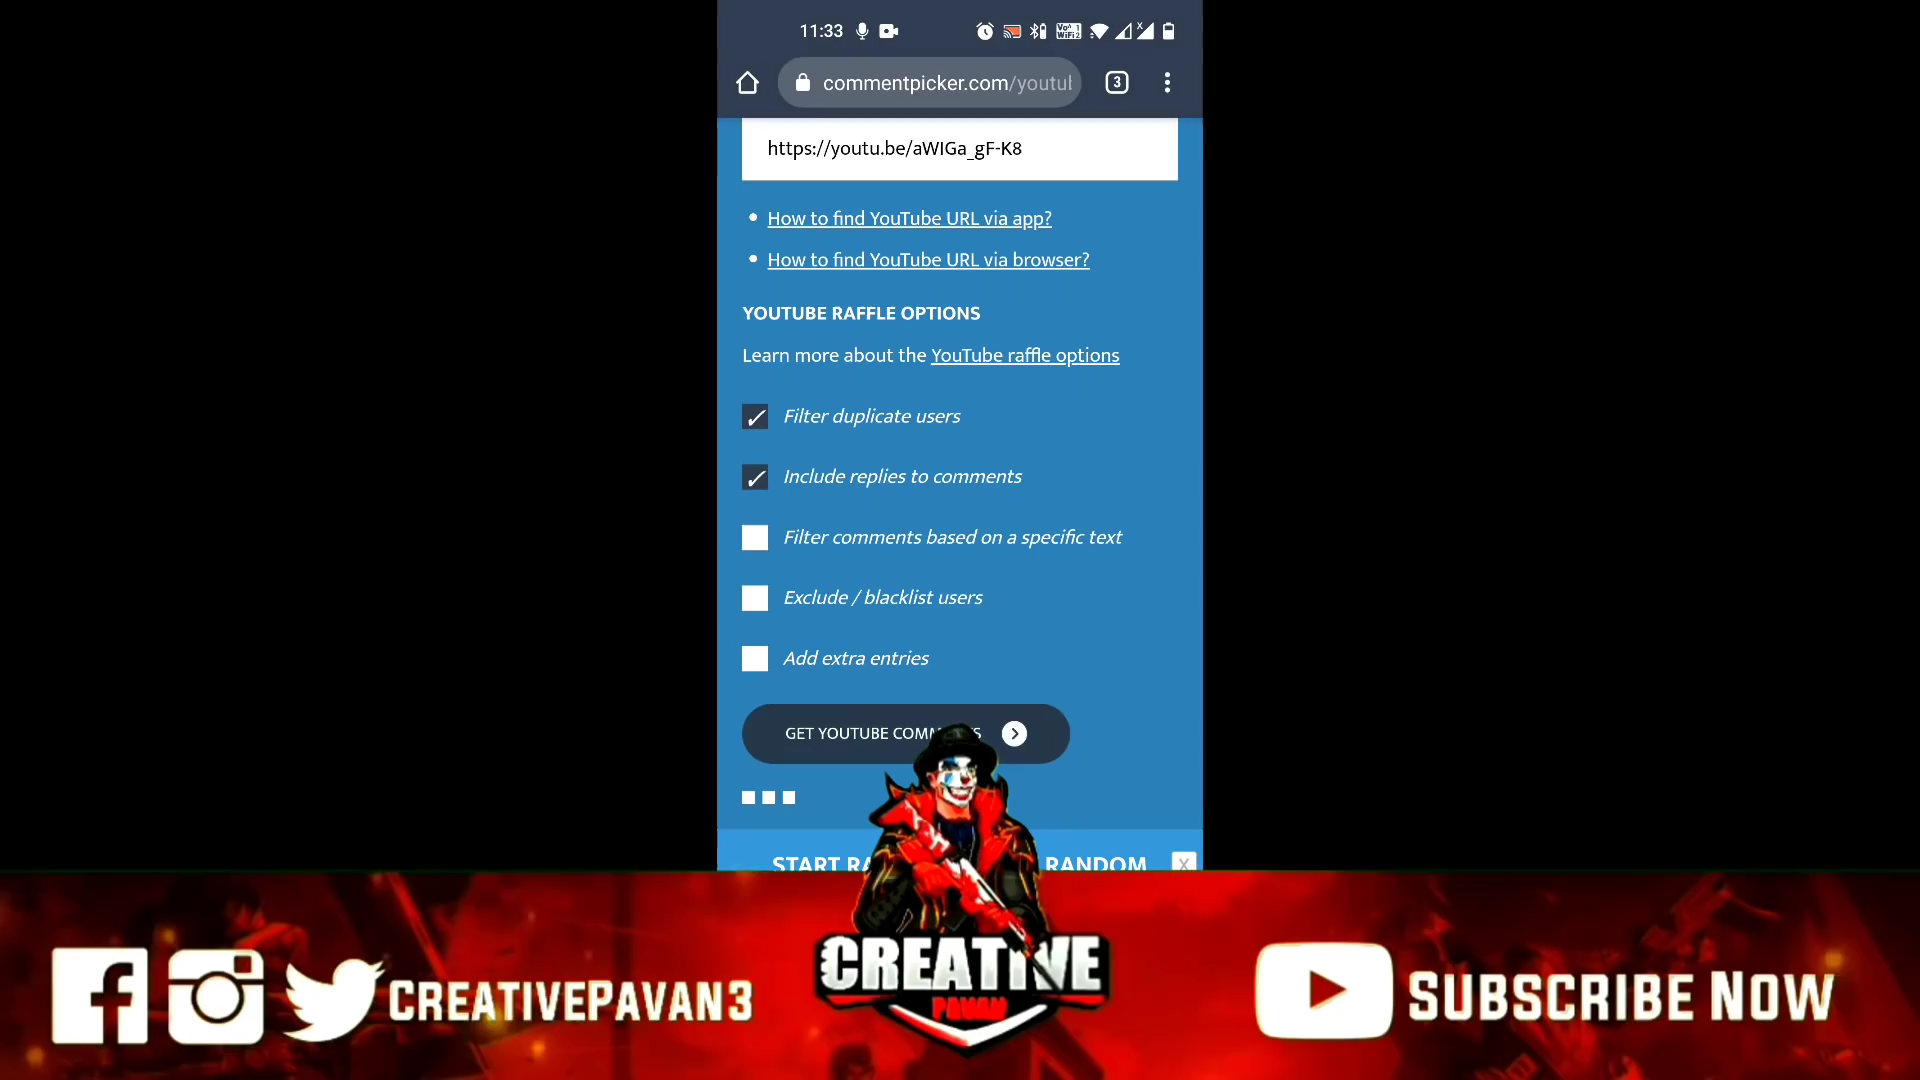 11:33
commentpicker.com/youtul
3
https://youtu.be/aWIGa_gF-K8
How to find YouTube URL via app?
How to find YouTube URL via browser?
YOUTUBE RAFFLE OPTIONS
Learn more about the YouTube raffle options
Filter duplicate users
Include replies to comments
Filter comments based on a specific text
Exclude / blacklist users
Add extra entries
GET YOUTUBE COMM S
START RA RANDOM X
CREATIVE
PAVAN
CREATIVEPAVAN3
SUBSCRIBE NOW